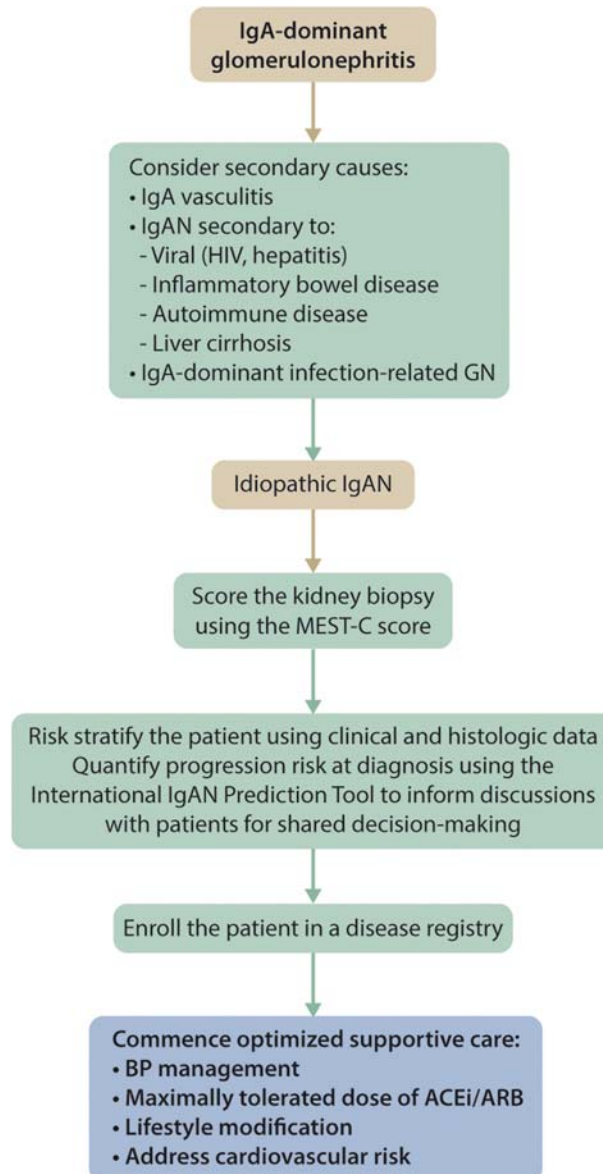 IgA-dominant
glomerulonephritis
Consider secondary causes:
• IgA vasculitis
• IgAN secondary to:
- Viral (HIV, hepatitis)
- Inflammatory bowel disease
- Autoimmune disease
- Liver cirrhosis
• IgA-dominant infection-related GN
Idiopathic IgAN
Score the kidney biopsy
using the MEST-C score
Risk stratify the patient using clinical and histologic data
Quantify progression risk at diagnosis using the
International IgAN Prediction Tool to inform discussions
with patients for shared decision-making
Enroll the patient in a disease registry
Commence optimized supportive care:
• BP management
• Maximally tolerated dose of ACEi/ARB
• Lifestyle modification
• Address cardiovascular risk